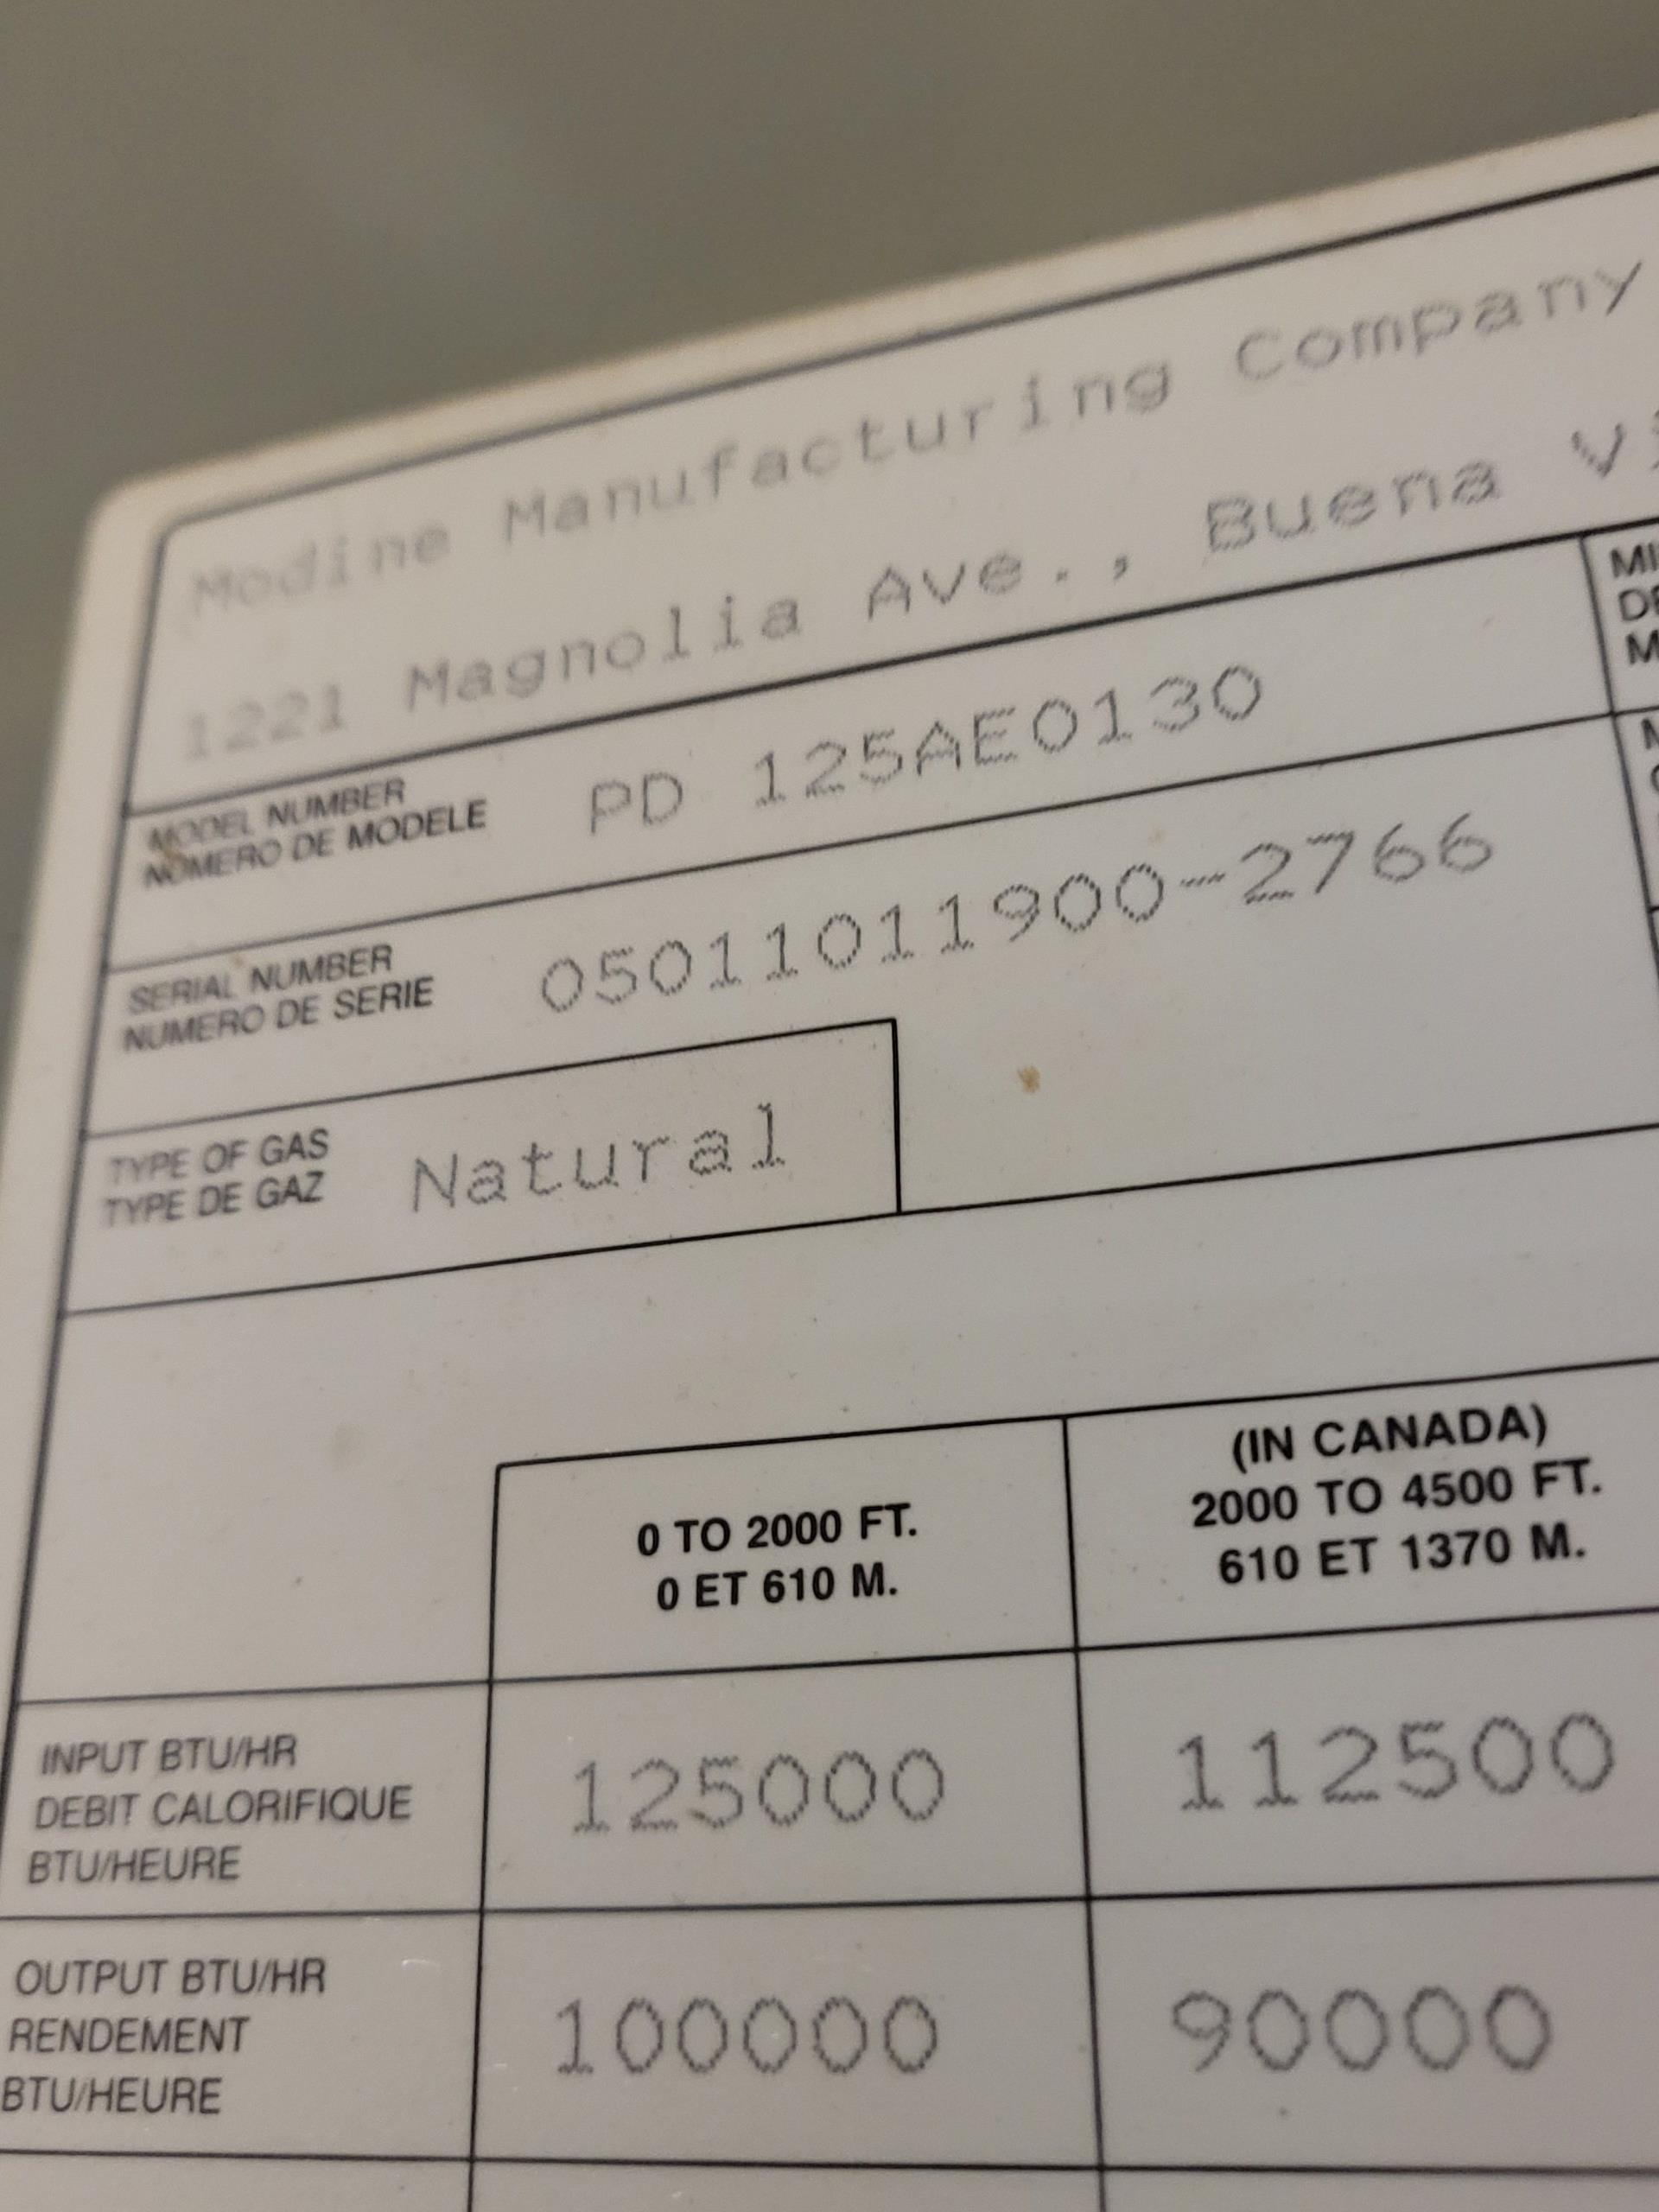 Modine Manufacturing Company
1221 Magnolia Ave., Buena
MODEL NUMBER
NUMERO DE MODELE
PD 125AE0130
SERIAL NUMBER
NUMERO DE SERIE
05011011900-2766
TYPE OF GAS
TYPE DE GAZ
Natural
0 TO 2000 FT.
0 ET 610 M.
(IN CANADA)
2000 TO 4500 FT.
610 ET 1370 M.
INPUT BTU/HR
DEBIT CALORIFIQUE
BTU/HEURE
125000
112500
OUTPUT BTU/HR
RENDEMENT
BTU/HEURE
100000
90000